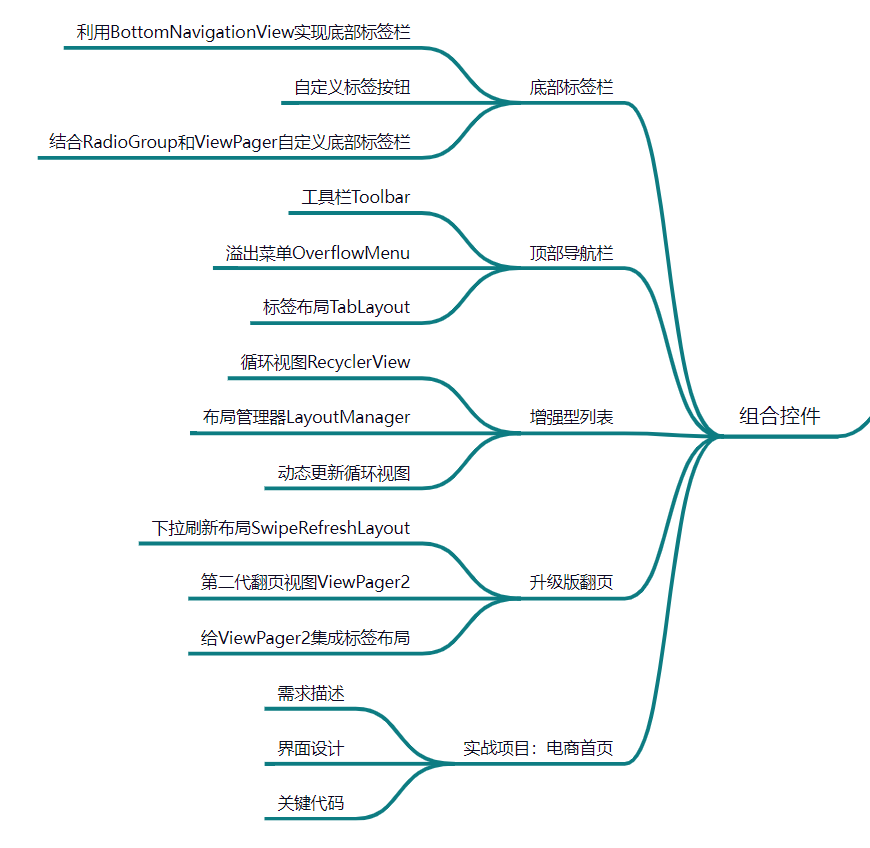 利用BottomNavigationView实现底部标签栏
自定义标签按钮
底部标签栏
结合RadioGroup和ViewPager自定义底部标签栏
工具栏Toolbar
溢出菜单OverflowMenu
顶部导航栏
标签布局TabLayout
循环视图RecyclerView
布局管理器LayoutManager
增强型列表
组合控件
动态更新循环视图
下拉刷新布局SwipeRefreshLayout
第二代翻页视图ViewPager2
升级版翻页
给ViewPager2集成标签布局
需求描述
界面设计
实战项目：电商首页
关键代码